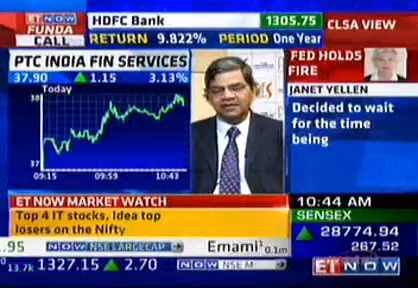 ET NOW
FUNDA
CALL
HDFC Bank 1305.75
RETURN 9.822% PERIOD One Year
CLSA VIEW
PTC INDIA FIN SERVICES
37.90 ▲ 1.15 3.13%
Today
38
37
09:15 09:59 10:43
FED HOLDS
FIRE
JANET YELLEN
Decided to wait
for the time
being
ET NOW MARKET WATCH
Top 4 IT stocks, Idea top
losers on the Nifty
10:44 AM
SENSEX
▲ 28774.94
267.52
1.95 NOW NSE LARGECAP Emami 0.1m
13.7k 1327.15 ▲ 2.70 NOW NSE M
ET NOW